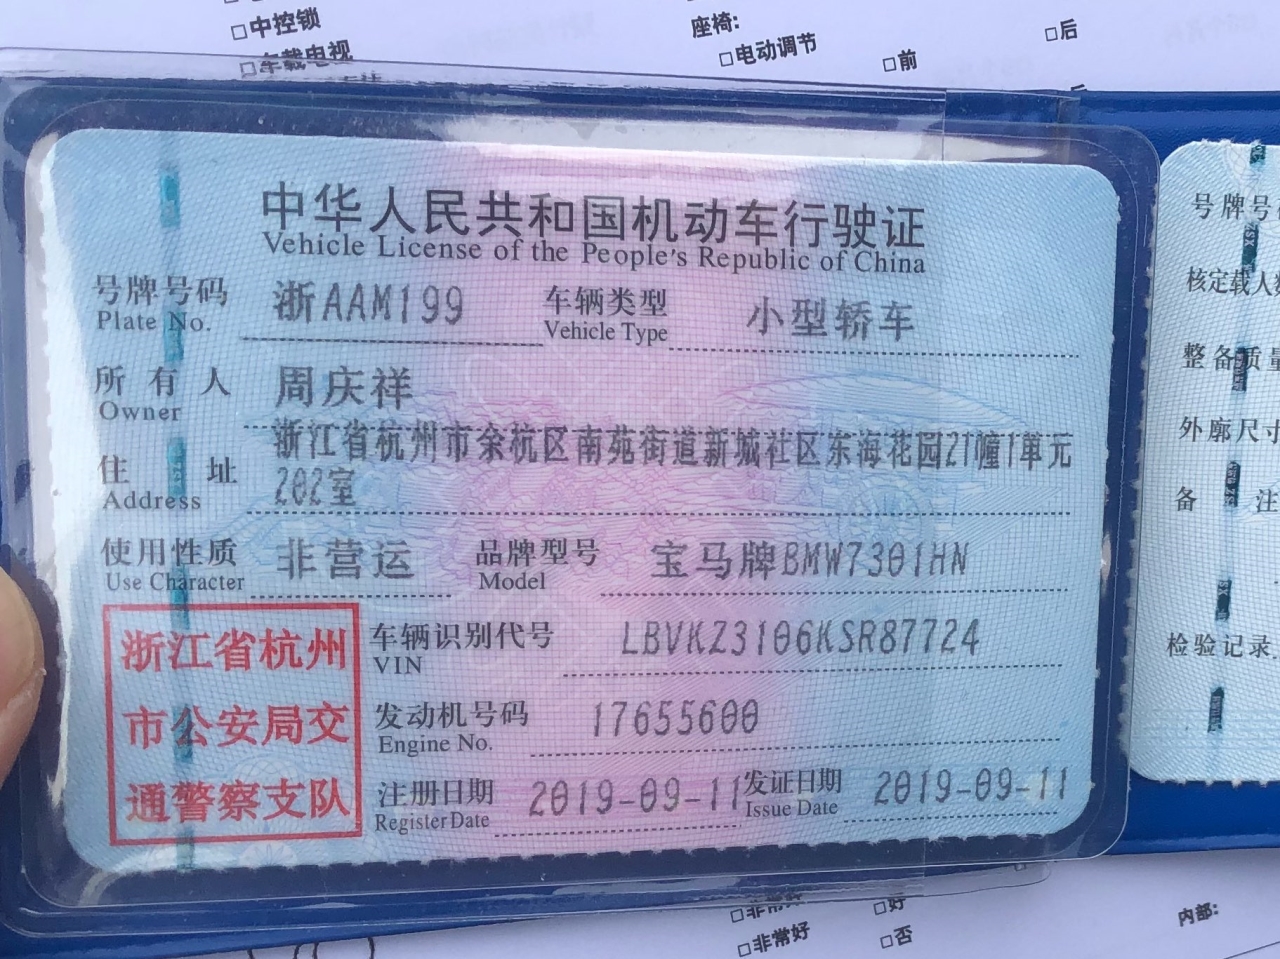 □中控锁
□车载电视
座椅:
□电动调节
□前
□后
中华人民共和国机动车行驶证
Vehicle License of the People's Republic of China
号牌号码 浙AAM199 车辆类型 小型轿车
Plate No. Vehicle Type
所有人 周庆祥
Owner
住址 浙江省杭州市余杭区南苑街道新城社区东海花园21幢1单元
Address 202室
使用性质 非营运 品牌型号 宝马牌BMW7301HN
Use Character Model
浙江省杭州
市公安局交
通警察支队
车辆识别代号 LBVKZ3106KSR87724
VIN
发动机号码 17655600
Engine No.
注册日期 2019-09-11 发证日期 2019-09-11
Register Date Issue Date
号牌号
核定载人
整备质量
外廓尺寸
备注
检验记录
□非常好 □好
□非常好 □否
内部: